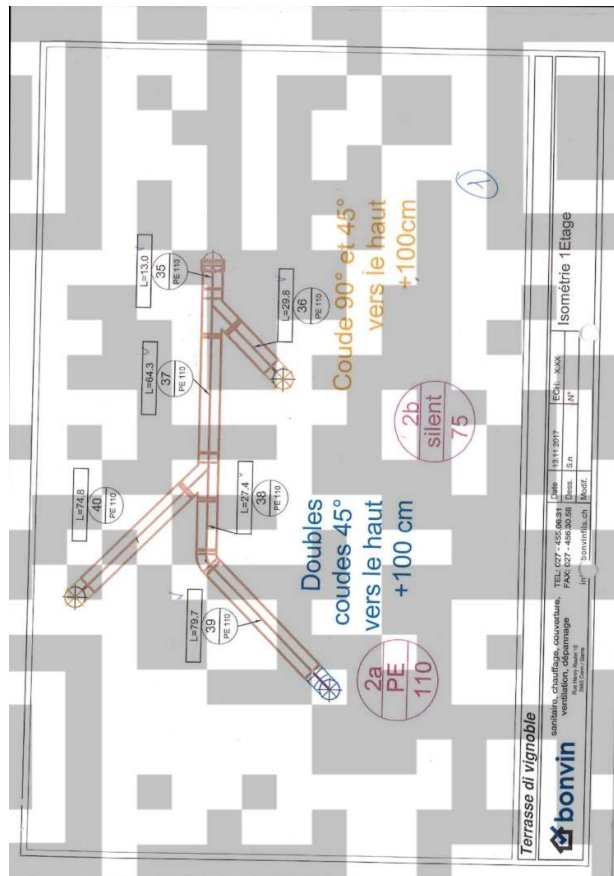 L=13.0
35
PE 110
L=29.8
36
PE 110
L=64.3
37
PE 110
L=74.8
40
PE 110
L=27.4
38
PE 110
L=79.7
39
PE 110
Coude 90° et 45°
vers le haut
+100cm
Doubles
coudes 45°
vers le haut
+100 cm
2b
silent
75
2a
PE
110
Terrasse di vignoble
bonvin
sanitaire, chauffage, couverture,
ventilation, dépannage
TEL: 027 - 455.06.31
FAX: 027 - 456.30.58
bonvinfils.ch
Date 13.11.2017
Dess. S.n
Modif.
ECH: X.XX
N°
Isométrie 1Etage